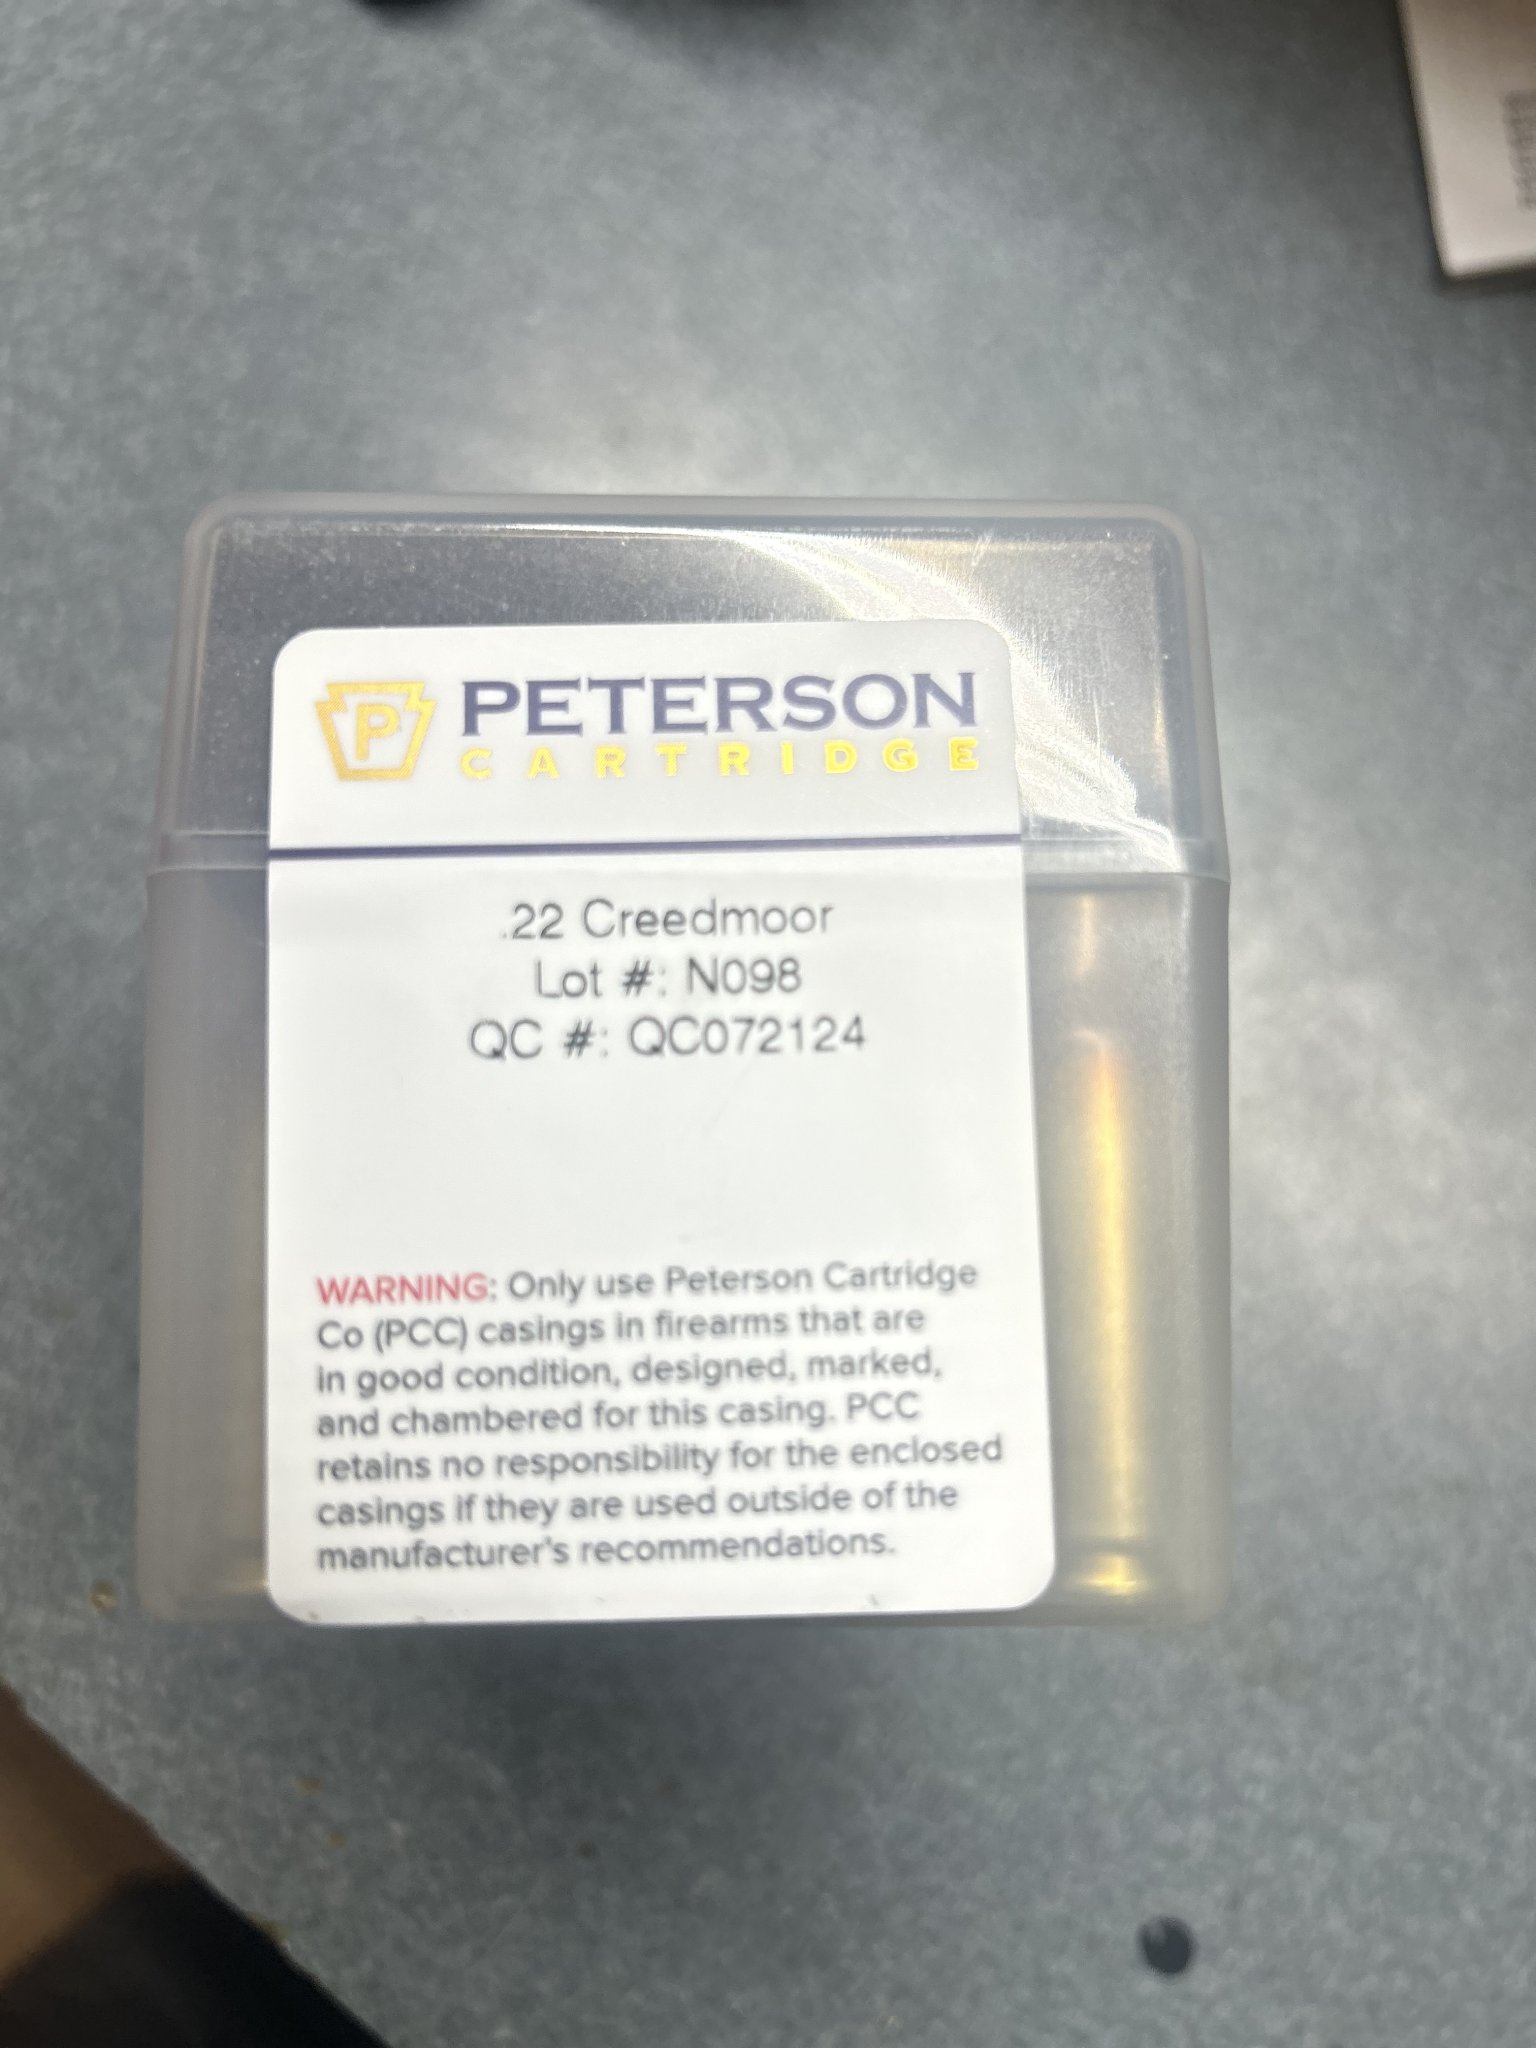 P PETERSON
CARTRIDGE
.22 Creedmoor
Lot #: N098
QC #: QC072124
WARNING: Only use Peterson Cartridge
Co (PCC) casings in firearms that are
in good condition, designed, marked,
and chambered for this casing. PCC
retains no responsibility for the enclosed
casings if they are used outside of the
manufacturer's recommendations.